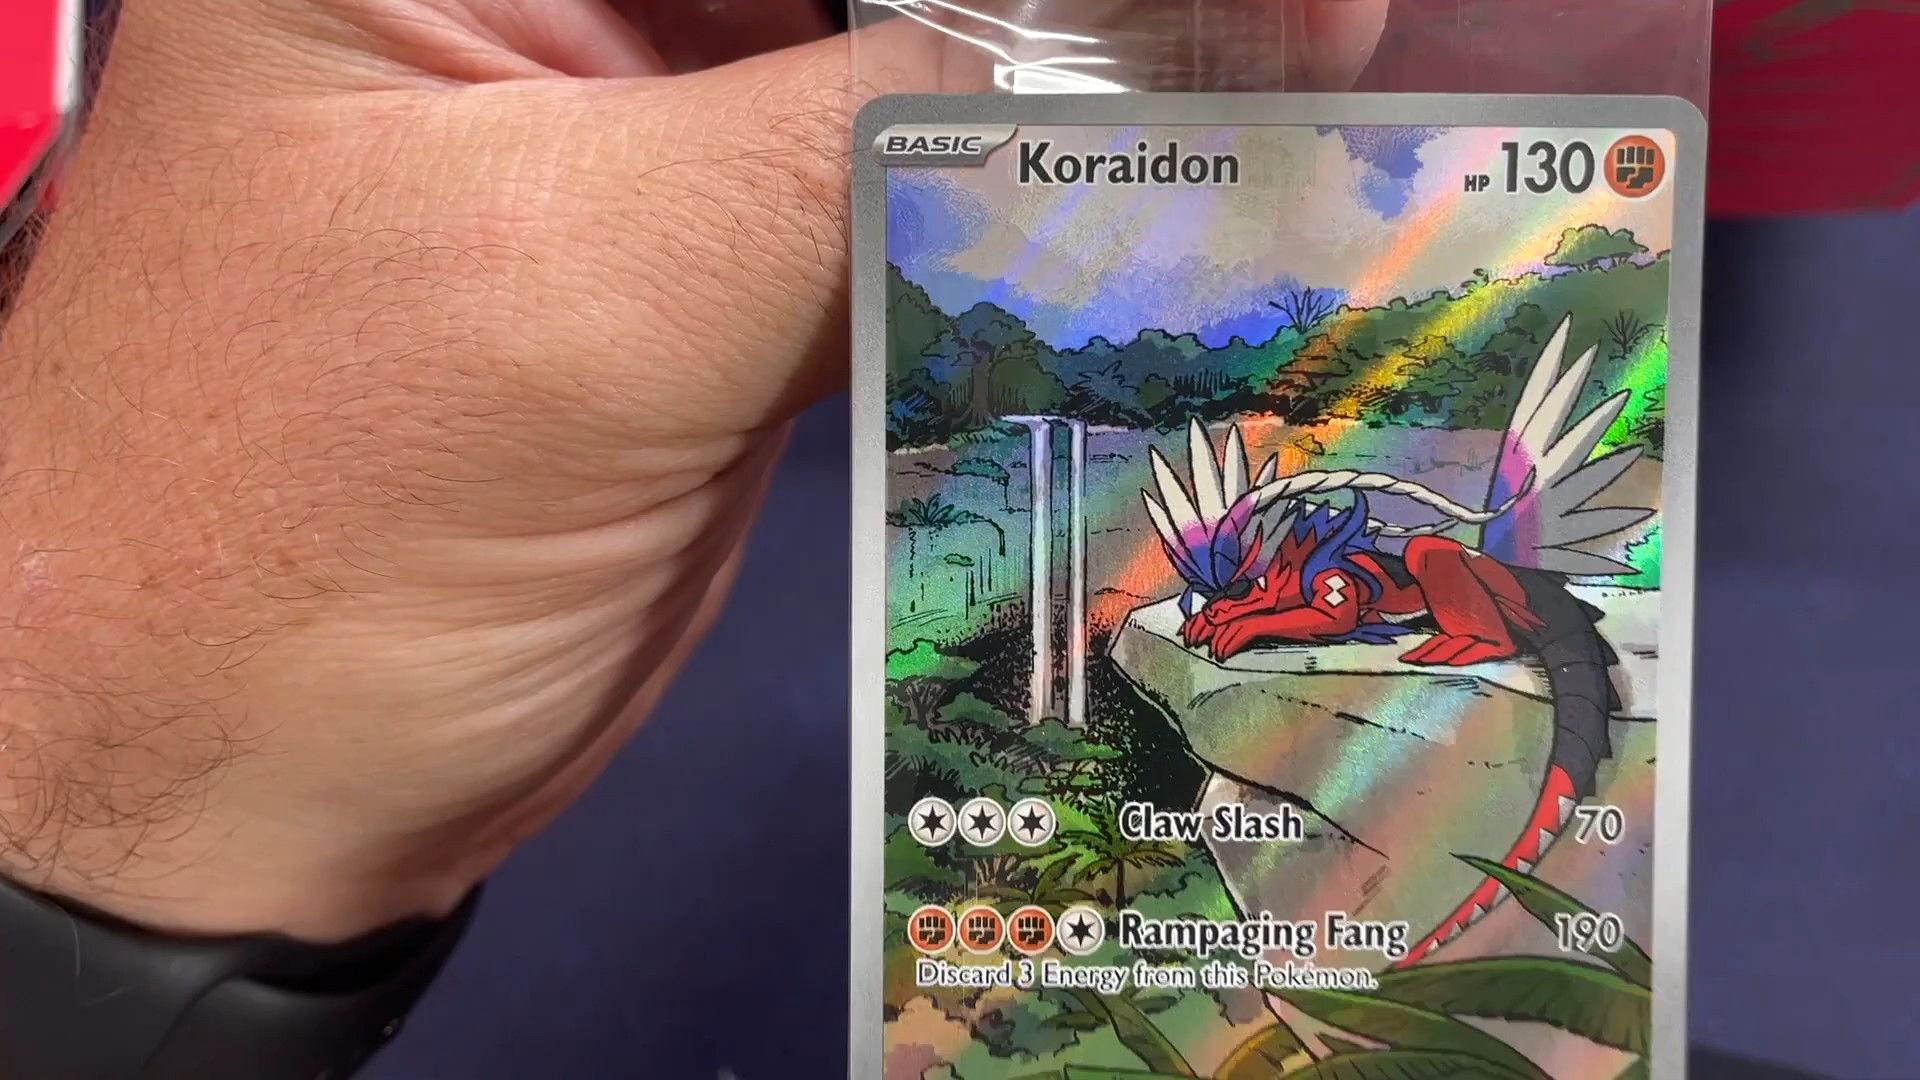 BASIC Koraidon HP 130
Claw Slash 70
Rampaging Fang 190
Discard 3 Energy from this Pokémon.